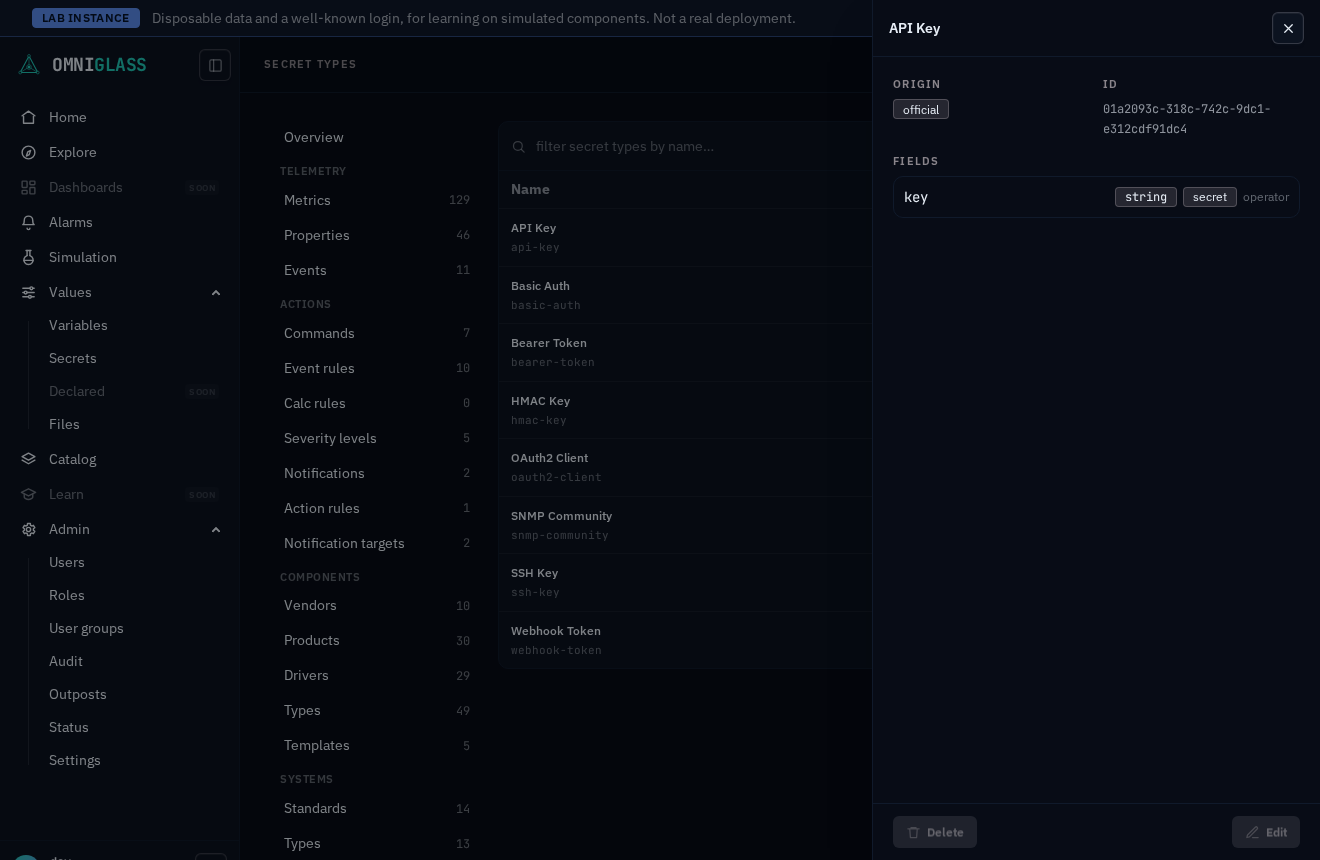 LAB INSTANCE Disposable data and a well-known login, for learning on simulated components. Not a real deployment.
OMNIGLASS
Home
Explore
Dashboards SOON
Alarms
Simulation
Values
Variables
Secrets
Declared SOON
Files
Catalog
Learn SOON
Admin
Users
Roles
User groups
Audit
Outposts
Status
Settings
SECRET TYPES
Overview
TELEMETRY
Metrics 129
Properties 46
Events 11
ACTIONS
Commands 7
Event rules 10
Calc rules 0
Severity levels 5
Notifications 2
Action rules 1
Notification targets 2
COMPONENTS
Vendors 10
Products 30
Drivers 29
Types 49
Templates 5
SYSTEMS
Standards 14
Types 13
filter secret types by name...
Name
API Key
api-key
Basic Auth
basic-auth
Bearer Token
bearer-token
HMAC Key
hmac-key
OAuth2 Client
oauth2-client
SNMP Community
snmp-community
SSH Key
ssh-key
Webhook Token
webhook-token
API Key
ORIGIN
official
ID
01a2093c-318c-742c-9dc1-
e312cdf91dc4
FIELDS
key string secret operator
Delete
Edit